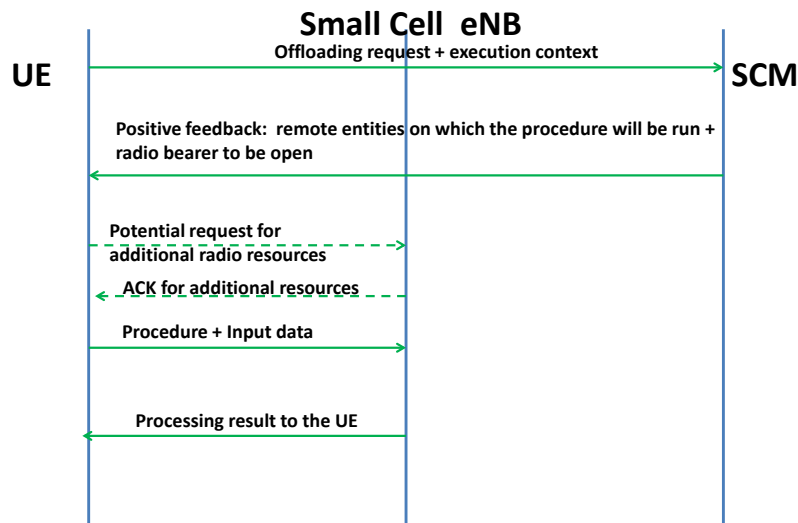 Small Cell eNB
Offloading request + execution context
UE
SCM
Positive feedback: remote entities on which the procedure will be run +
radio bearer to be open
Potential request for
additional radio resources
ACK for additional resources
Procedure + Input data
Processing result to the UE